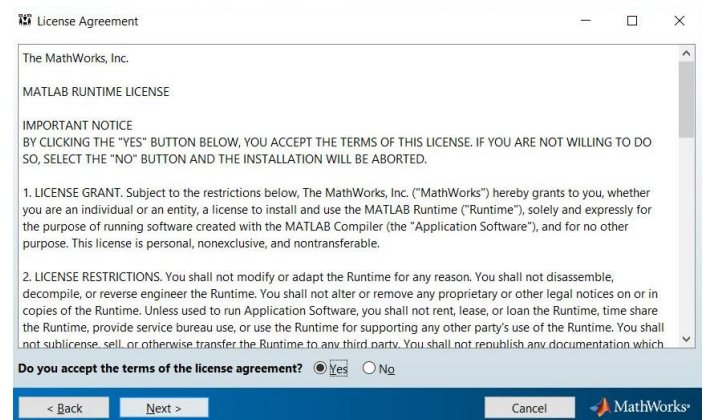 License Agreement
The MathWorks, Inc.
MATLAB RUNTIME LICENSE
IMPORTANT NOTICE
BY CLICKING THE "YES" BUTTON BELOW, YOU ACCEPT THE TERMS OF THIS LICENSE. IF YOU ARE NOT WILLING TO DO
SO, SELECT THE "NO" BUTTON AND THE INSTALLATION WILL BE ABORTED.
1. LICENSE GRANT. Subject to the restrictions below, The MathWorks, Inc. ("MathWorks") hereby grants to you, whether
you are an individual or an entity, a license to install and use the MATLAB Runtime ("Runtime"), solely and expressly for
the purpose of running software created with the MATLAB Compiler (the "Application Software"), and for no other
purpose. This license is personal, nonexclusive, and nontransferable.
2. LICENSE RESTRICTIONS. You shall not modify or adapt the Runtime for any reason. You shall not disassemble,
decompile, or reverse engineer the Runtime. You shall not alter or remove any proprietary or other legal notices on or in
copies of the Runtime. Unless used to run Application Software, you shall not rent, lease, or loan the Runtime, time share
the Runtime, provide service bureau use, or use the Runtime for supporting any other party's use of the Runtime. You shall
not sublicense, sell, or otherwise transfer the Runtime to any third party. You shall not republish any documentation which
Do you accept the terms of the license agreement? Yes No
< Back Next > Cancel MathWorks®